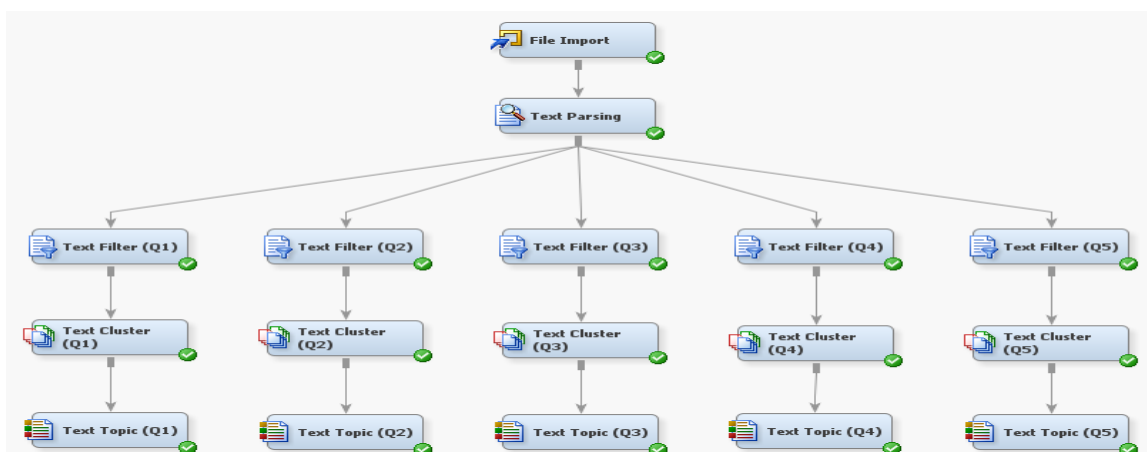 File Import
Text Parsing
Text Filter (Q1)
Text Filter (Q2)
Text Filter (Q3)
Text Filter (Q4)
Text Filter (Q5)
Text Cluster
(Q1)
Text Cluster
(Q2)
Text Cluster
(Q3)
Text Cluster
(Q4)
Text Cluster
(Q5)
Text Topic (Q1)
Text Topic (Q2)
Text Topic (Q3)
Text Topic (Q4)
Text Topic (Q5)